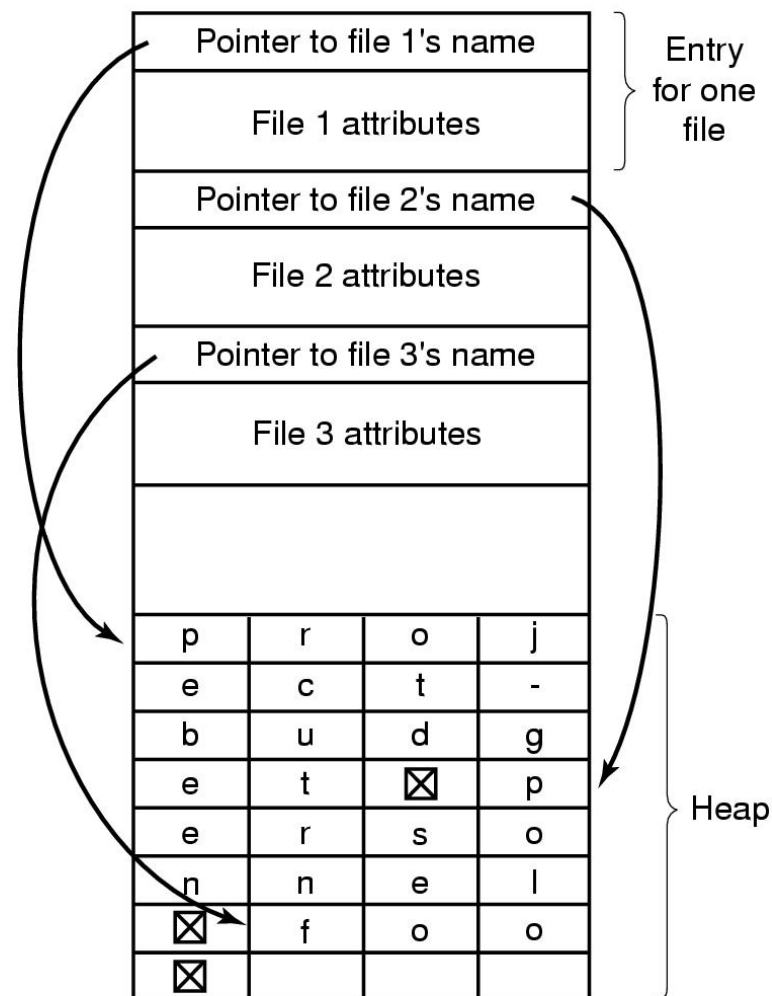 Pointer to file 1's name
File 1 attributes
Entry
for one
file
Pointer to file 2's name
File 2 attributes
Pointer to file 3's name
File 3 attributes
p r o j
e c t -
b u d g
e t ☒ p
e r s o
n n e l
☒ f o o
☒
Heap